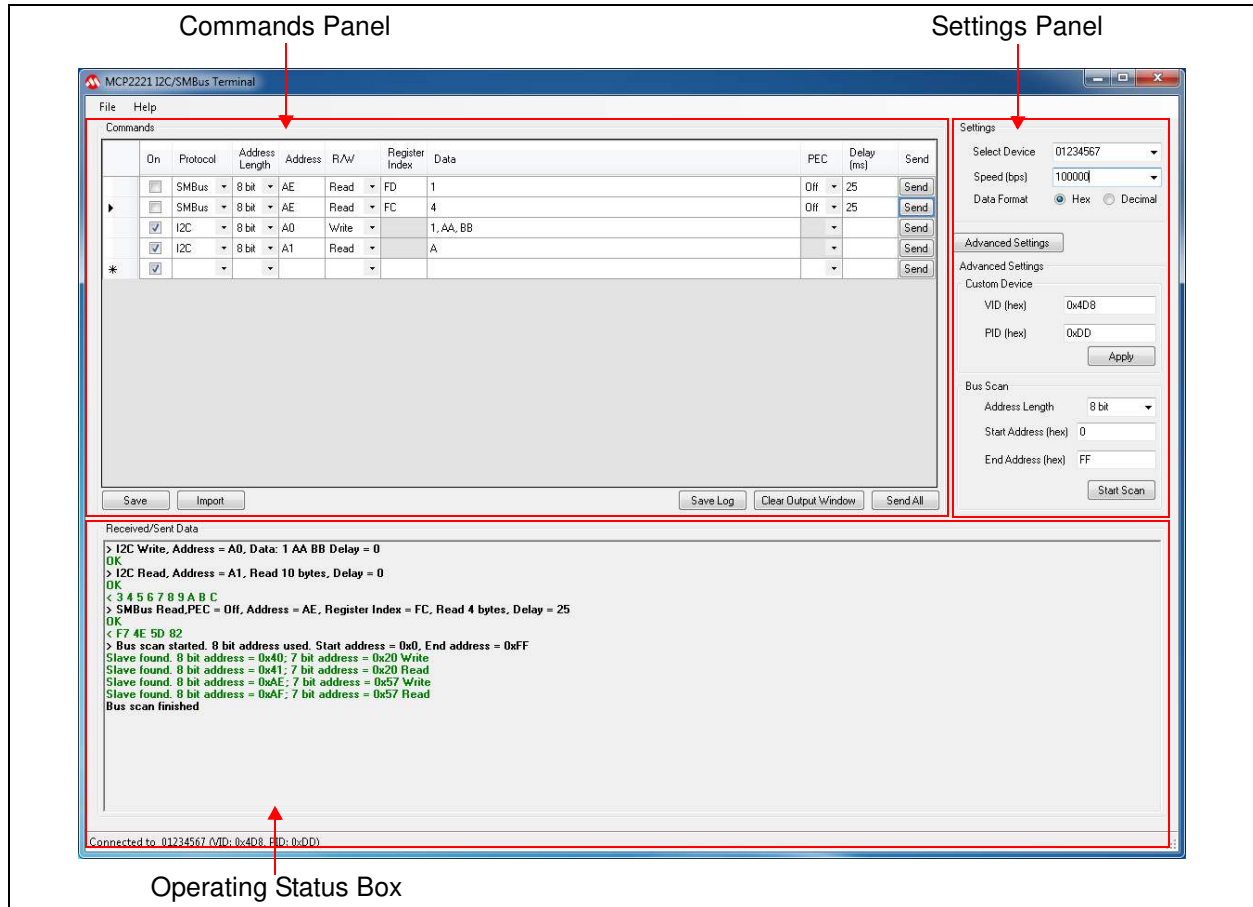 Commands Panel Settings Panel
MCP2221 I2C/SMBus Terminal
File Help
Commands
On Protocol Address Length Address R/W Register Index Data PEC Delay (ms) Send
SMBus 8 bit AE Read FD 1 Off 25 Send
SMBus 8 bit AE Read FC 4 Off 25 Send
I2C 8 bit A0 Write 1, AA, BB Send
I2C 8 bit A1 Read A Send
* Send
Save Import Save Log Clear Output Window Send All
Settings
Select Device 01234567
Speed (bps) 100000
Data Format Hex Decimal
Advanced Settings
Advanced Settings
Custom Device
VID (hex) 0x4D8
PID (hex) 0xDD
Apply
Bus Scan
Address Length 8 bit
Start Address (hex) 0
End Address (hex) FF
Start Scan
Received/Sent Data
> I2C Write, Address = A0, Data: 1 AA BB Delay = 0
OK
> I2C Read, Address = A1, Read 10 bytes, Delay = 0
OK
< 3 4 5 6 7 8 9 A B C
> SMBus Read,PEC = Off, Address = AE, Register Index = FC, Read 4 bytes, Delay = 25
OK
< F7 4E 5D 82
> Bus scan started. 8 bit address used. Start address = 0x0, End address = 0xFF
Slave found. 8 bit address = 0x40; 7 bit address = 0x20 Write
Slave found. 8 bit address = 0x41; 7 bit address = 0x20 Read
Slave found. 8 bit address = 0xAE; 7 bit address = 0x57 Write
Slave found. 8 bit address = 0xAF; 7 bit address = 0x57 Read
Bus scan finished
Connected to 01234567 (VID: 0x4D8, PID: 0xDD)
Operating Status Box